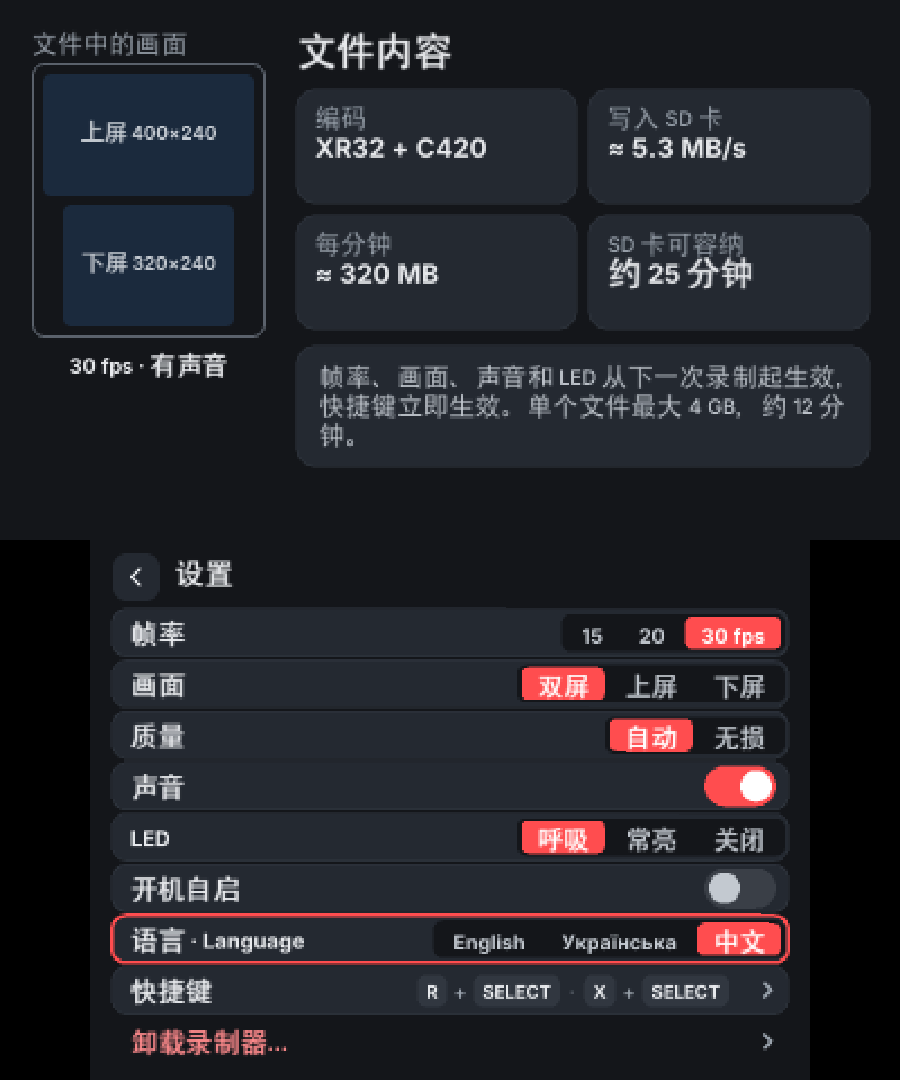 文件中的画面
上屏 400×240
下屏 320×240
30 fps · 有声音
文件内容
编码
XR32 + C420
写入 SD 卡
≈ 5.3 MB/s
每分钟
≈ 320 MB
SD 卡可容纳
约 25 分钟
帧率、画面、声音和 LED 从下一次录制起生效,
快捷键立即生效。单个文件最大 4 GB, 约 12 分
钟。
设置
帧率 15 20 30 fps
画面 双屏 上屏 下屏
质量 自动 无损
声音
LED 呼吸 常亮 关闭
开机自启
语言 · Language English Українська 中文
快捷键 R + SELECT · X + SELECT
卸载录制器...